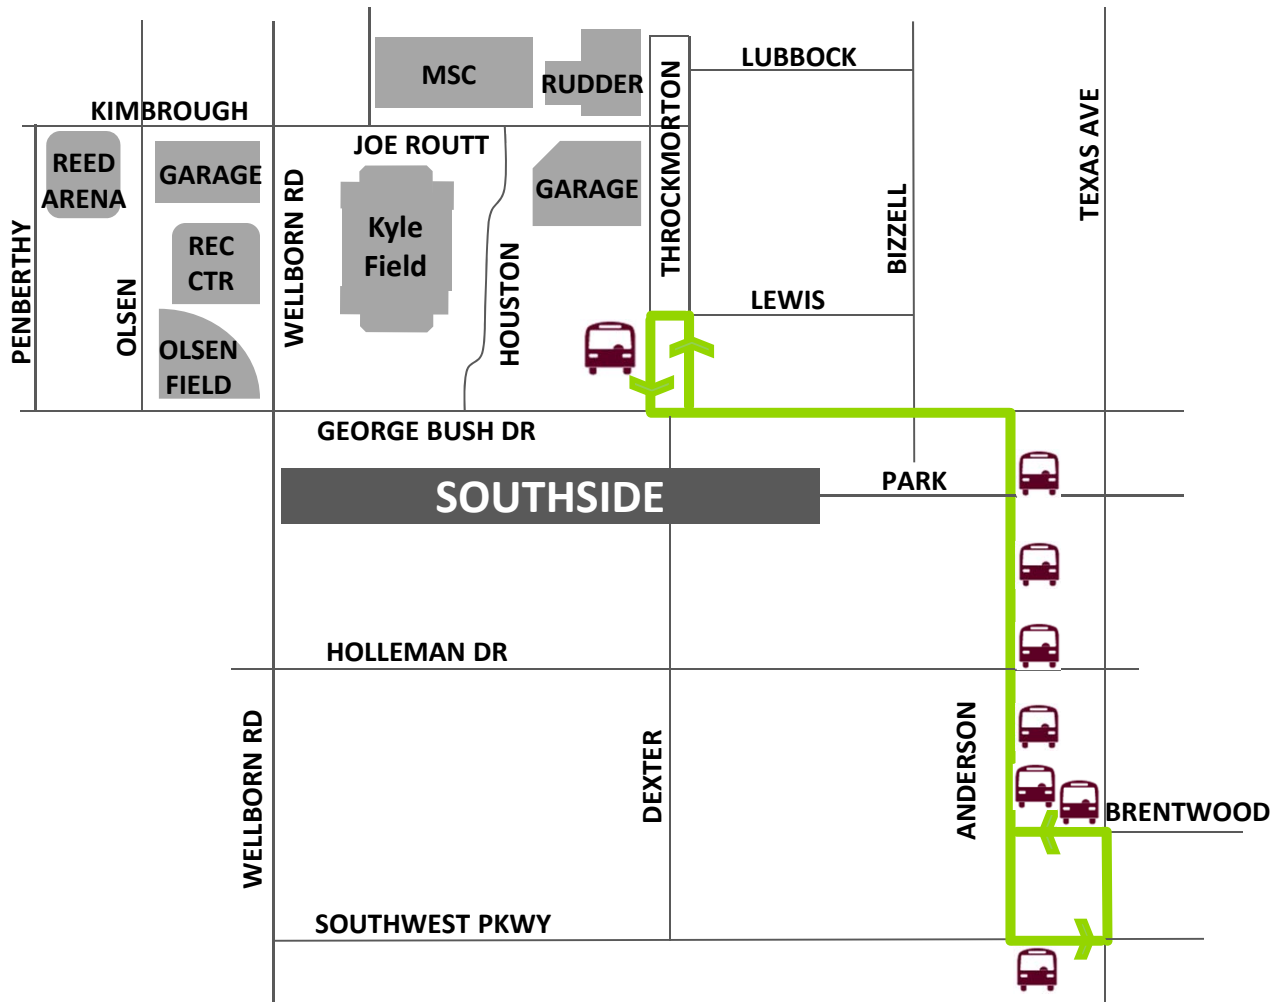 LUBBOCK
MSC
RUDDER
KIMBROUGH
THROCKMORTON
TEXAS AVE
JOE ROUTT
REED
ARENA
GARAGE
GARAGE
WELLBORN RD
Kyle
Field
BIZZELL
PENBERTHY
REC
CTR
OLSEN
HOUSTON
LEWIS
OLSEN
FIELD
GEORGE BUSH DR
SOUTHSIDE
PARK
HOLLEMAN DR
WELLBORN RD
DEXTER
ANDERSON
BRENTWOOD
SOUTHWEST PKWY